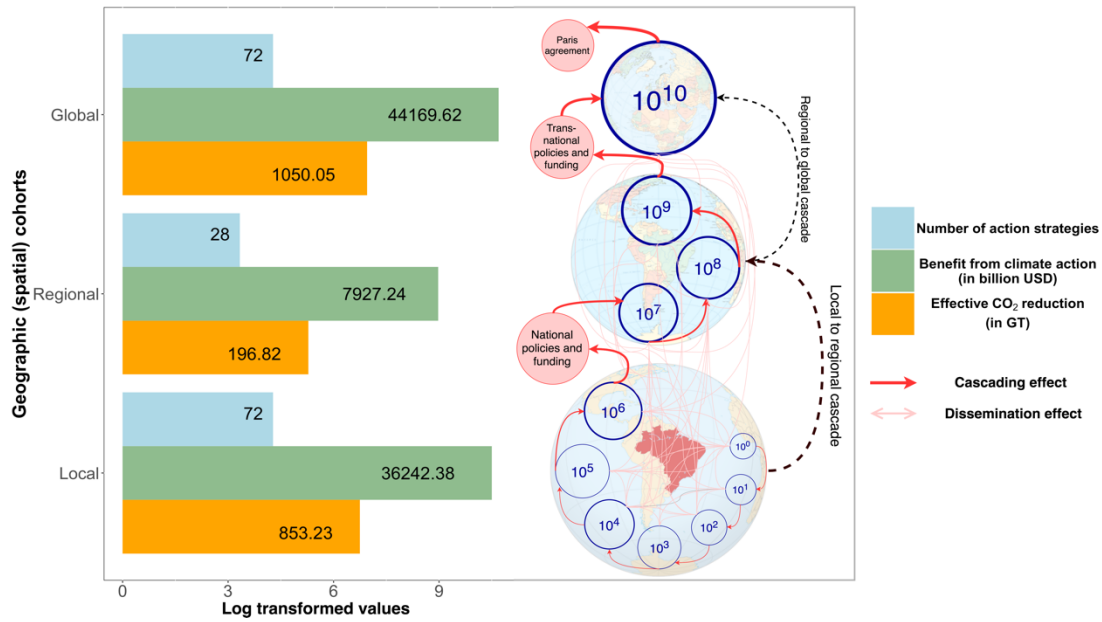 Geographic (spatial) cohorts
Global
Regional
Local
72
44169.62
1050.05
28
7927.24
196.82
72
36242.38
853.23
0
3
6
9
Log transformed values
Paris
agreement
10¹⁰
Trans-
national
policies and
funding
10⁹
10⁸
10⁷
National
policies and
funding
10⁶
10⁵
10⁴
10³
10²
10¹
10⁰
Regional to global
cascade
Local to regional cascade
Number of action strategies
Benefit from climate action
(in billion USD)
Effective CO₂ reduction
(in GT)
Cascading effect
Dissemination effect